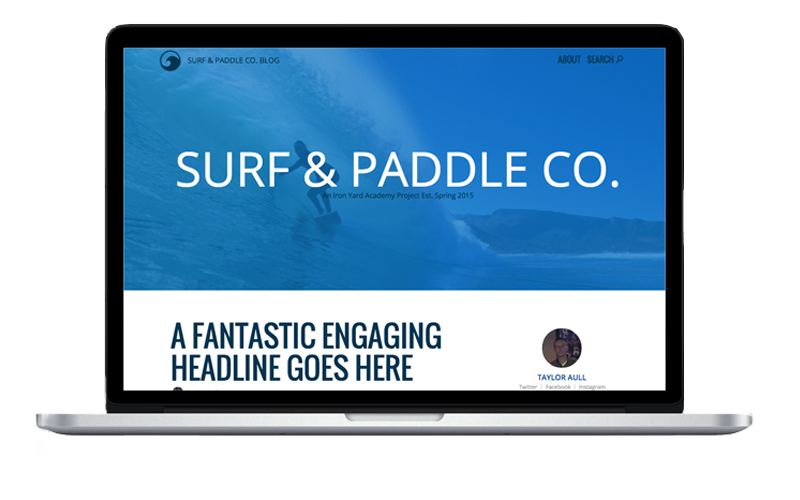 SURF & PADDLE CO. BLOG
ABOUT SEARCH
SURF & PADDLE CO.
An Iron Yard Academy Project Est. Spring 2015
A FANTASTIC ENGAGING
HEADLINE GOES HERE
TAYLOR AULL
Twitter | Facebook | Instagram